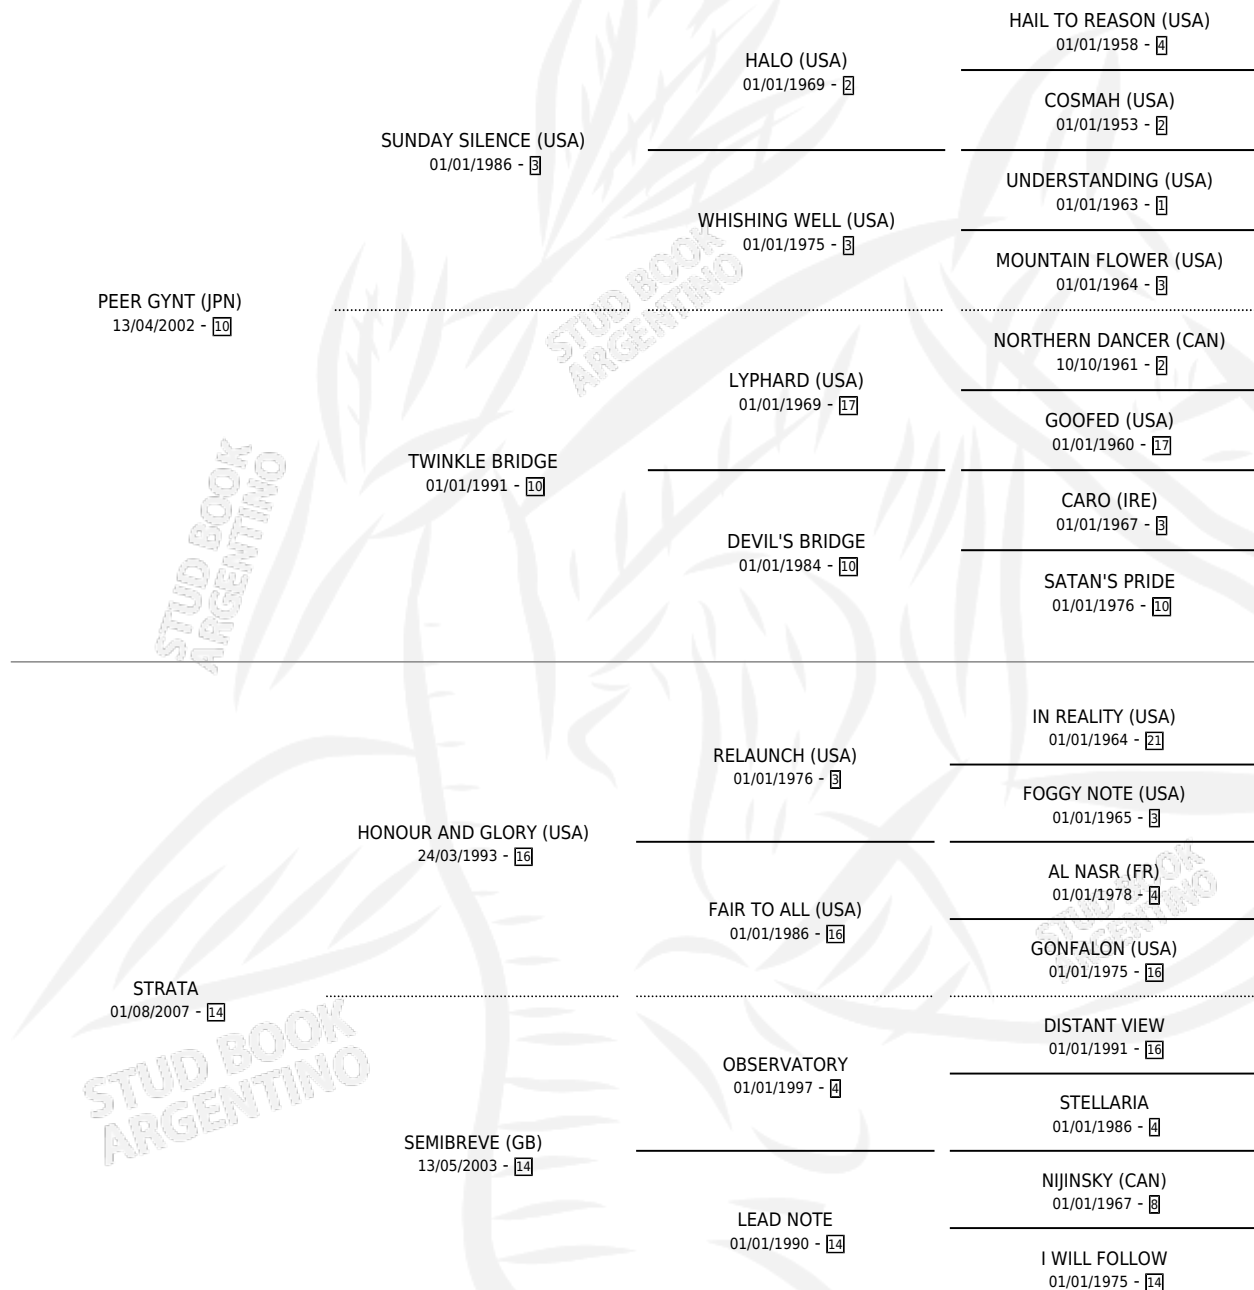 HAIL TO REASON (USA)
01/01/1958 - 4
HALO (USA)
01/01/1969 - 2
COSMAH (USA)
01/01/1953 - 2
SUNDAY SILENCE (USA)
01/01/1986 - 3
UNDERSTANDING (USA)
01/01/1963 - 1
WHISHING WELL (USA)
01/01/1975 - 3
MOUNTAIN FLOWER (USA)
01/01/1964 - 3
PEER GYNT (JPN)
13/04/2002 - 10
NORTHERN DANCER (CAN)
10/10/1961 - 2
LYPHARD (USA)
01/01/1969 - 17
GOOFED (USA)
01/01/1960 - 17
TWINKLE BRIDGE
01/01/1991 - 10
CARO (IRE)
01/01/1967 - 3
DEVIL'S BRIDGE
01/01/1984 - 10
SATAN'S PRIDE
01/01/1976 - 10
IN REALITY (USA)
01/01/1964 - 21
RELAUNCH (USA)
01/01/1976 - 3
FOGGY NOTE (USA)
01/01/1965 - 3
HONOUR AND GLORY (USA)
24/03/1993 - 16
AL NASR (FR)
01/01/1978 - 4
FAIR TO ALL (USA)
01/01/1986 - 16
GONFALON (USA)
01/01/1975 - 16
STRATA
01/08/2007 - 14
DISTANT VIEW
01/01/1991 - 16
OBSERVATORY
01/01/1997 - 4
STELLARIA
01/01/1986 - 4
SEMIBREVE (GB)
13/05/2003 - 14
NIJINSKY (CAN)
01/01/1967 - 8
LEAD NOTE
01/01/1990 - 14
I WILL FOLLOW
01/01/1975 - 14
STUD BOOK
ARGENTINO
STUD BOOK
ARGENTINO
STUD BOOK
ARGENTINO
STUD BOOK
ARGENTINO